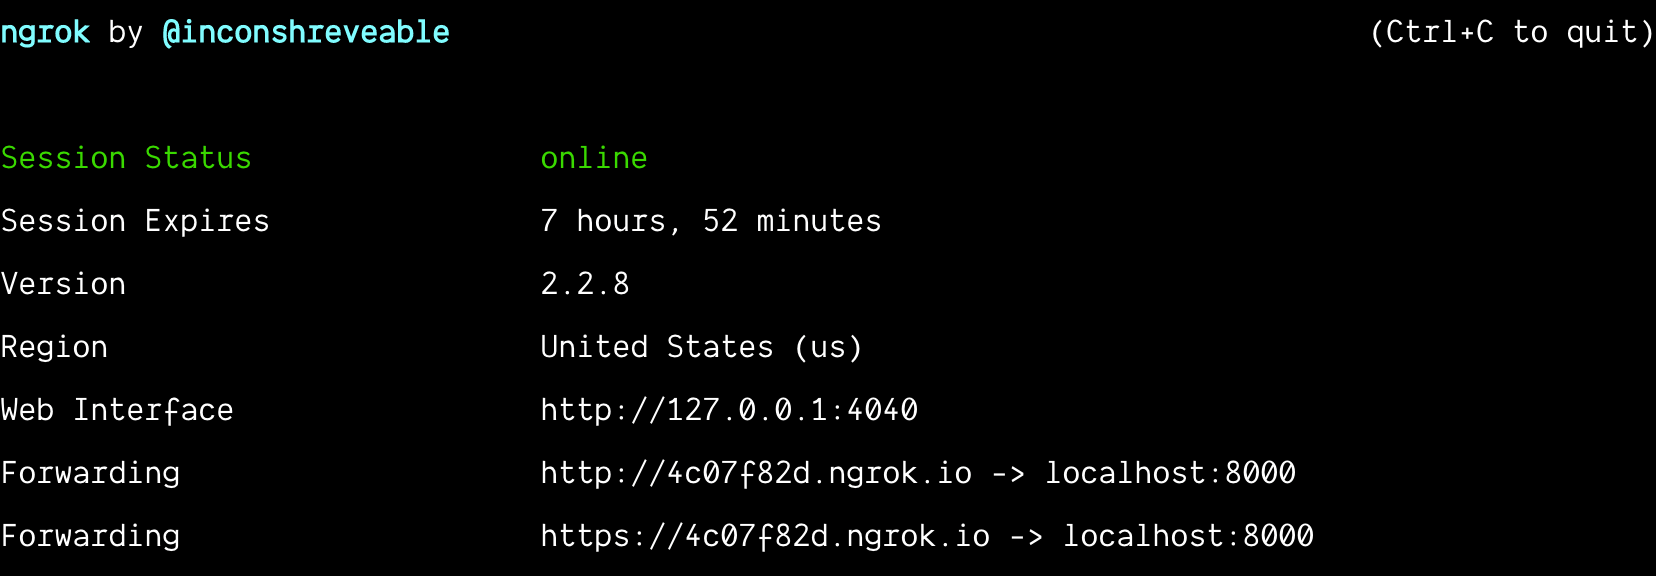 ngrok by @inconshreveable (Ctrl+C to quit)
Session Status online
Session Expires 7 hours, 52 minutes
Version 2.2.8
Region United States (us)
Web Interface http://127.0.0.1:4040
Forwarding http://4c07f82d.ngrok.io -> localhost:8000
Forwarding https://4c07f82d.ngrok.io -> localhost:8000